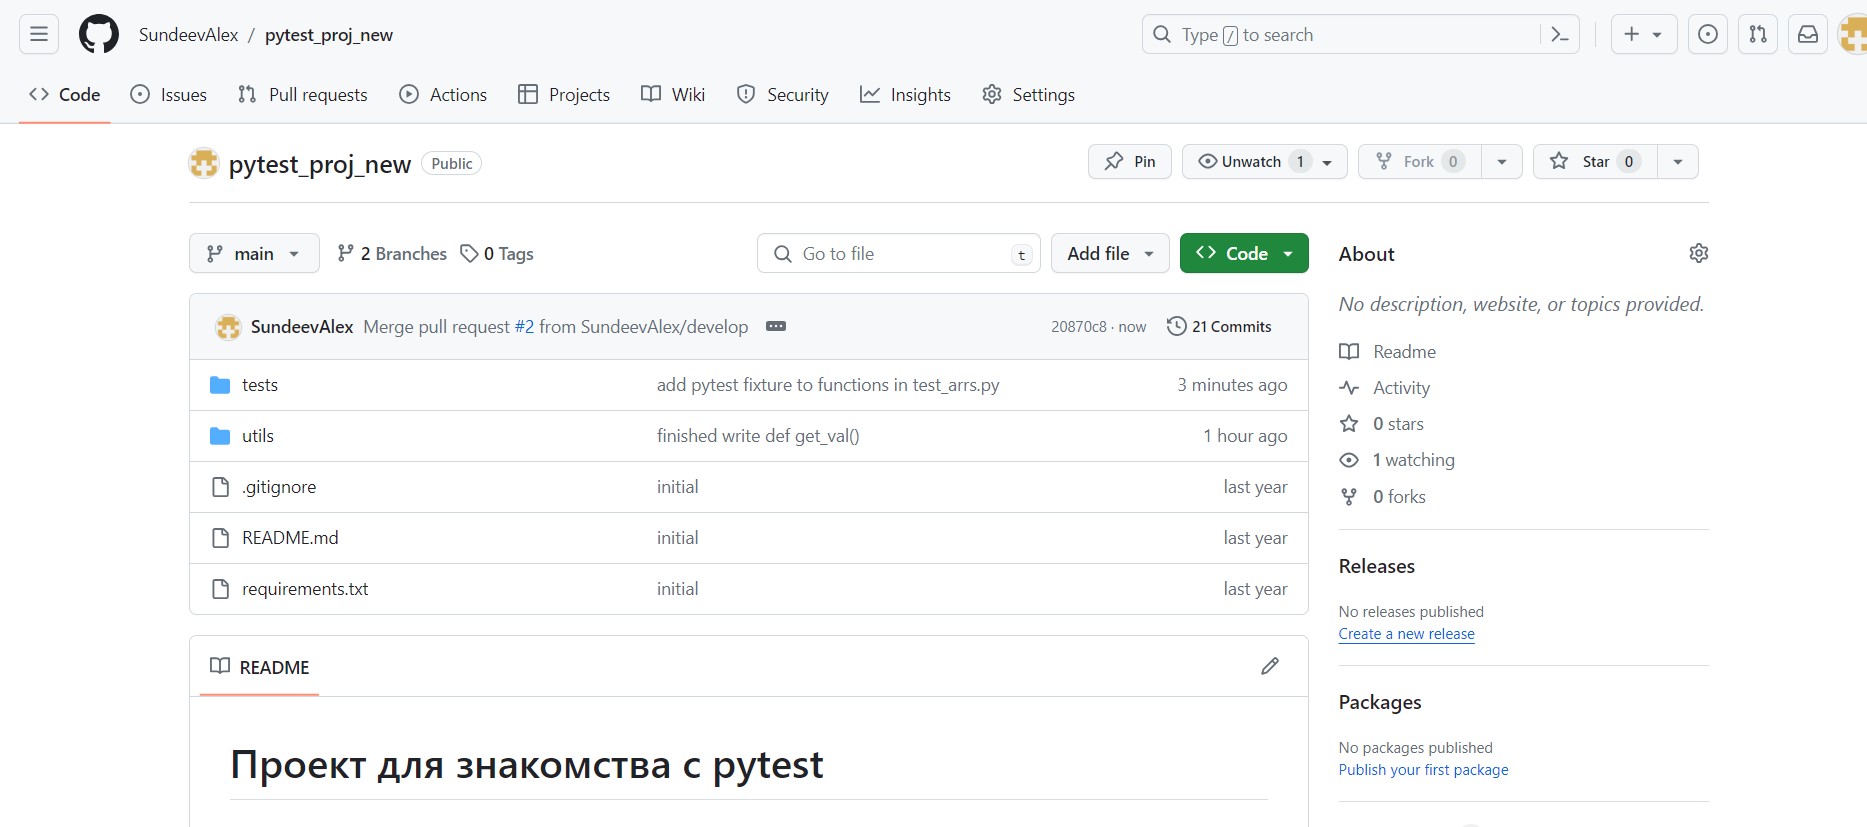 SundeevAlex / pytest_proj_new
Type / to search
Code Issues Pull requests Actions Projects Wiki Security Insights Settings
pytest_proj_new Public
Pin Unwatch 1 Fork 0 Star 0
main 2 Branches 0 Tags Go to file t Add file Code
SundeevAlex Merge pull request #2 from SundeevAlex/develop 20870c8 · now 21 Commits
tests add pytest fixture to functions in test_arrs.py 3 minutes ago
utils finished write def get_val() 1 hour ago
.gitignore initial last year
README.md initial last year
requirements.txt initial last year
README
Проект для знакомства с pytest
About
No description, website, or topics provided.
Readme
Activity
0 stars
1 watching
0 forks
Releases
No releases published
Create a new release
Packages
No packages published
Publish your first package